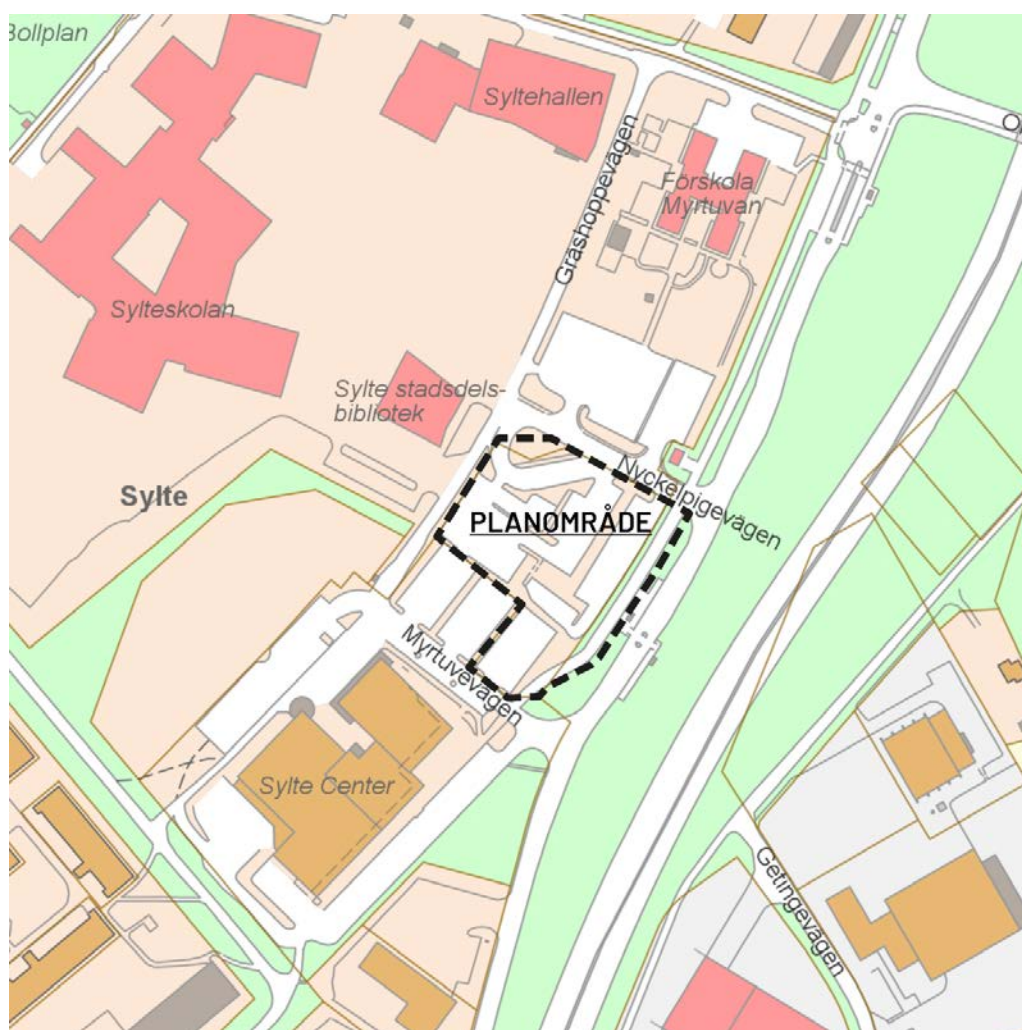 Bollplan
Syltehallen
Gräshoppevägen
Förskola
Myrtuvan
Sylteskolan
Sylte stadsdels-
bibliotek
Sylte
Nyckelpigevägen
PLANOMRÅDE
Myrtuvevägen
Sylte Center
Getingevägen